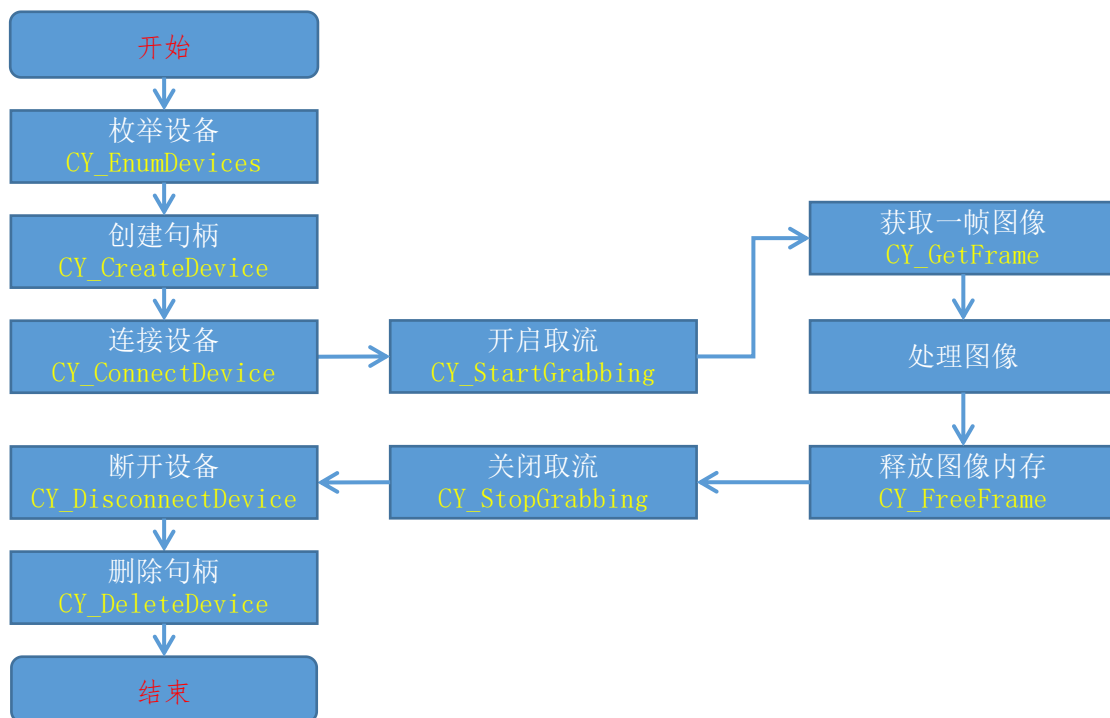 开始
枚举设备
CY_EnumDevices
创建句柄
CY_CreateDevice
连接设备
CY_ConnectDevice
开启取流
CY_StartGrabbing
获取一帧图像
CY_GetFrame
处理图像
释放图像内存
CY_FreeFrame
关闭取流
CY_StopGrabbing
断开设备
CY_DisconnectDevice
删除句柄
CY_DeleteDevice
结束